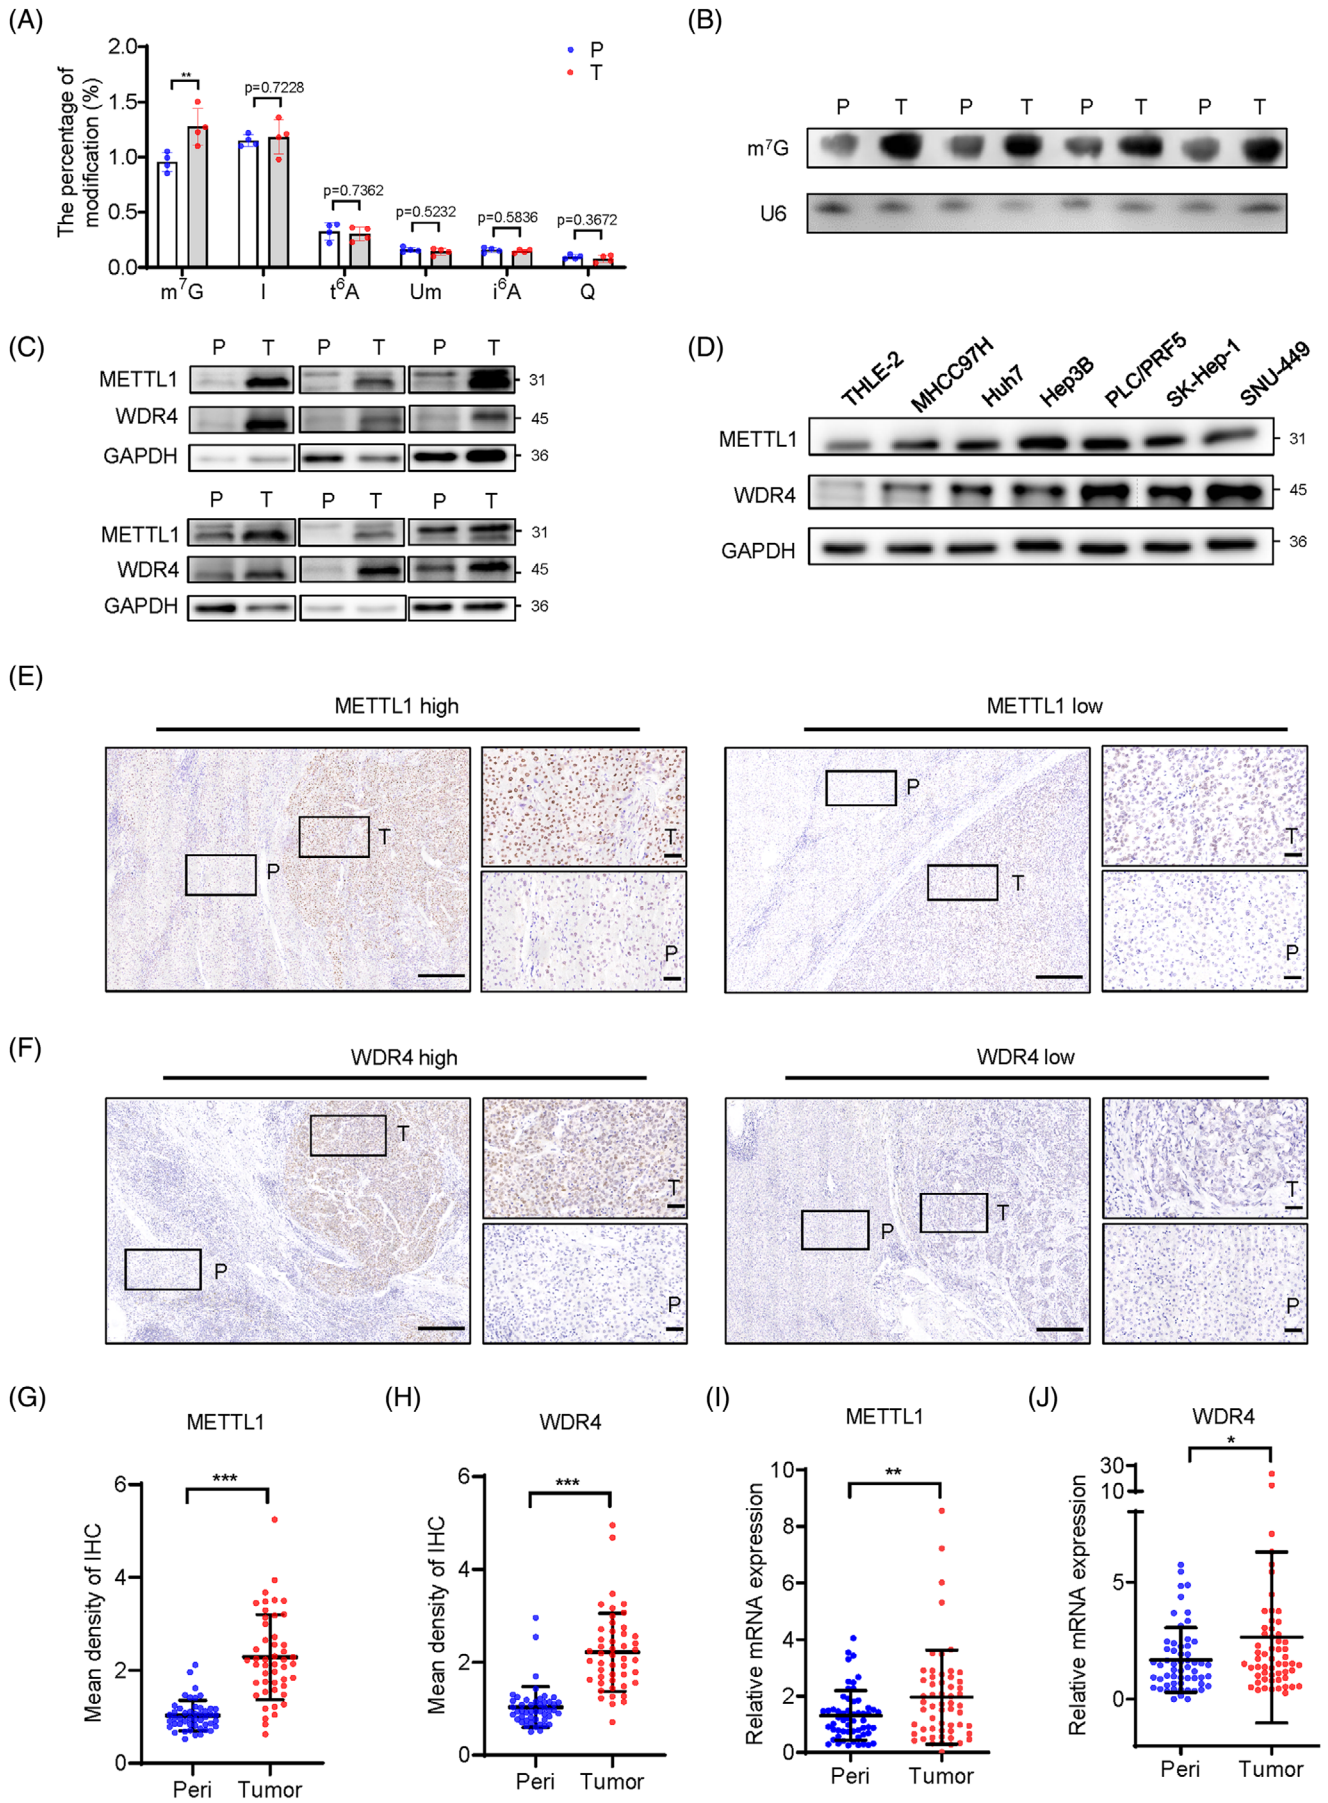 (A)
The percentage of
modification (%)
2.0
1.5
1.0
0.5
0.0
P
T
**
p=0.7228
p=0.7362
p=0.5232
p=0.5836
p=0.3672
m⁷G I t⁶A Um i⁶A Q
(B)
P T P T P T P T
m⁷G
U6
(C)
P T P T P T
METTL1 31
WDR4 45
GAPDH 36
P T P T P T
METTL1 31
WDR4 45
GAPDH 36
(D)
THLE-2 MHCC97H Huh7 Hep3B PLC/PRF5 SK-Hep-1 SNU-449
METTL1 31
WDR4 45
GAPDH 36
(E)
METTL1 high
T
P
T
P
METTL1 low
P
T
T
P
(F)
WDR4 high
T
P
T
P
WDR4 low
P
T
T
P
(G)
METTL1
***
Mean density of IHC
6
4
2
0
Peri Tumor
(H)
WDR4
***
Mean density of IHC
6
4
2
0
Peri Tumor
(I)
METTL1
**
Relative mRNA expression
10
8
6
4
2
0
Peri Tumor
(J)
WDR4
*
Relative mRNA expression
30
10
5
0
Peri Tumor